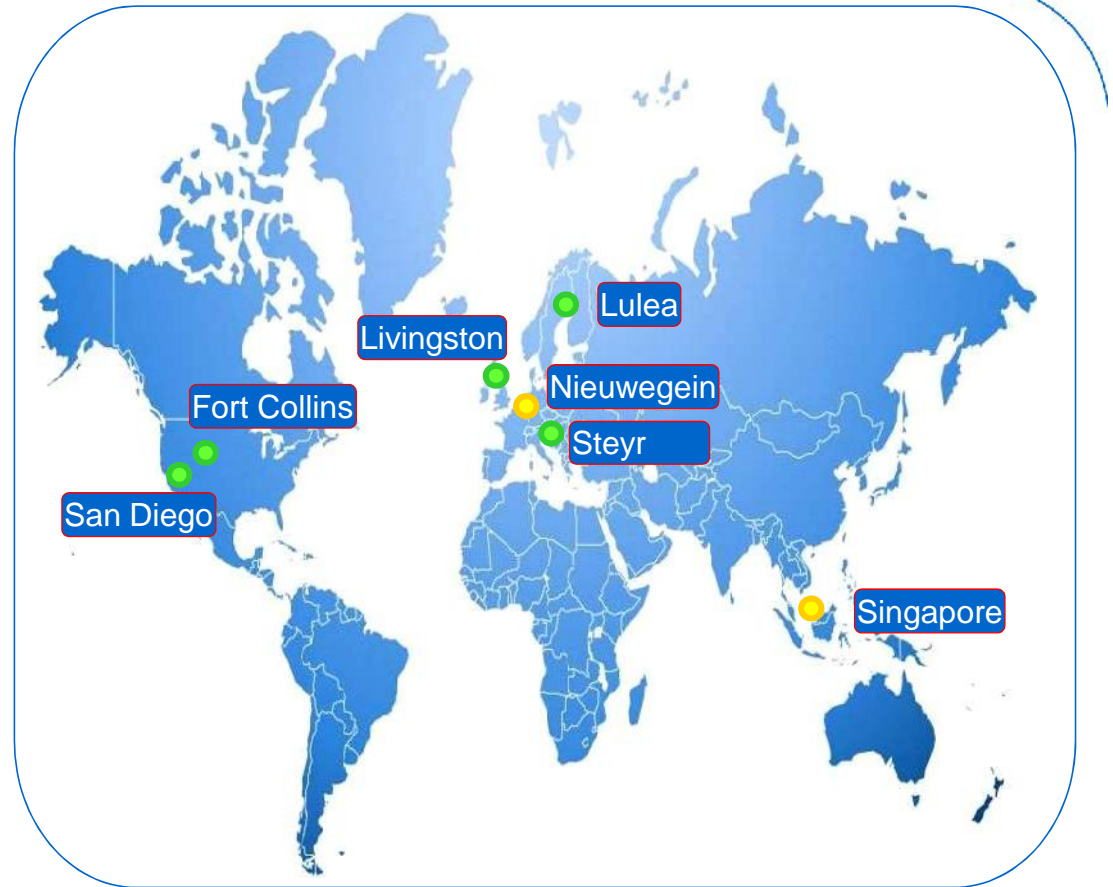 Lulea
Livingston
Nieuwegein
Fort Collins
Steyr
San Diego
Singapore